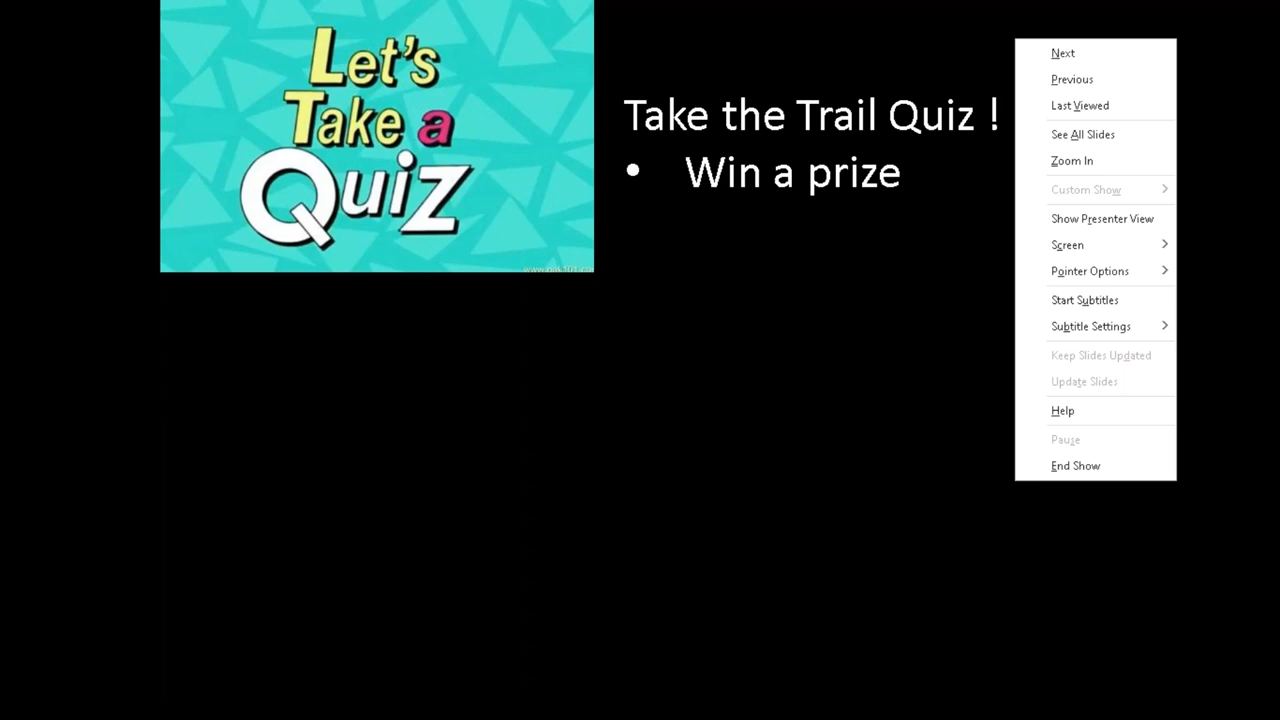 Let's
Take a
Quiz
Take the Trail Quiz !
• Win a prize
Next
Previous
Last Viewed
See All Slides
Zoom In
Custom Show
Show Presenter View
Screen
Pointer Options
Start Subtitles
Subtitle Settings
Keep Slides Updated
Update Slides
Help
Pause
End Show